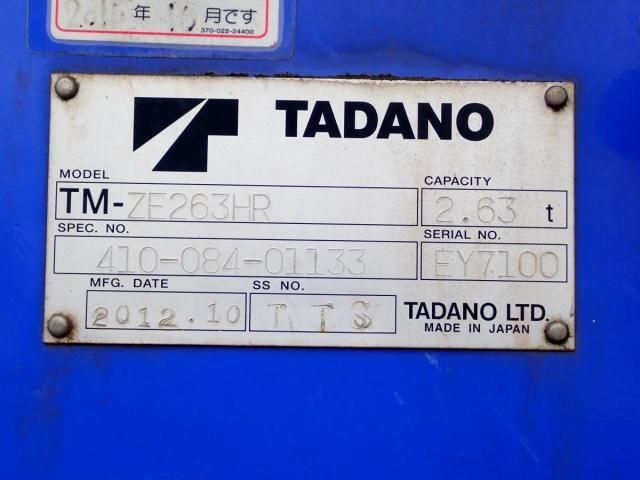 年 月です
370-022-24400
TADANO
MODEL
TM-ZE263HR
CAPACITY
2.63 t
SPEC. NO.
410-084-01133
SERIAL NO.
EY7100
MFG. DATE
2012.10
SS NO.
TTS
TADANO LTD.
MADE IN JAPAN